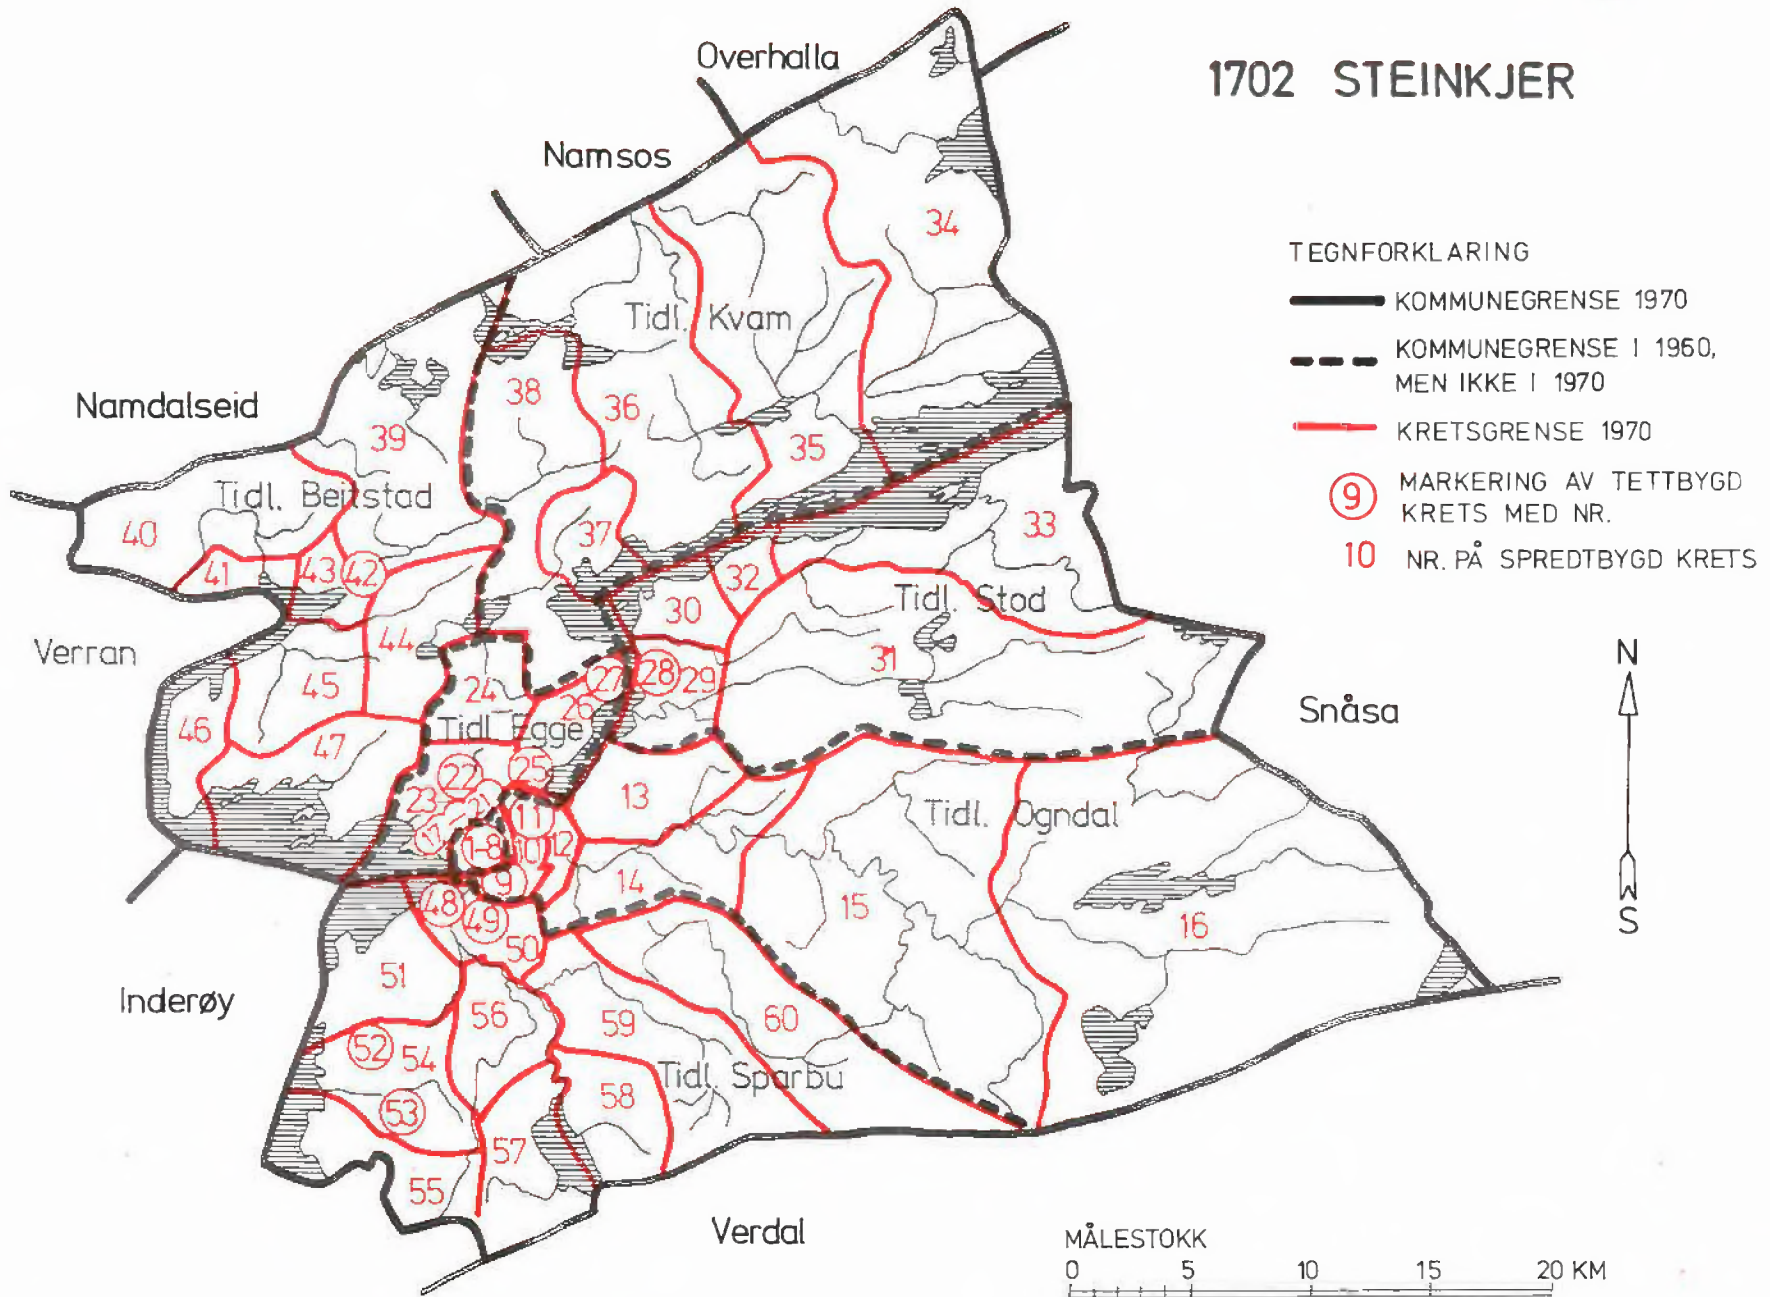 1702 STEINKJER
Overhalla
Namsos
Namdalseid
Verran
Inderøy
Verdal
Snåsa
Tidl. Kvam
Tidl. Beitstad
Tidl. Stod
Tidl. Egge
Tidl. Ogndal
Tidl. Sparbu
TEGNFORKLARING
KOMMUNEGRENSE 1970
KOMMUNEGRENSE I 1960,
MEN IKKE I 1970
KRETSGRENSE 1970
9 MARKERING AV TETTBYGD
KRETS MED NR.
10 NR. PÅ SPREDTBYGD KRETS
N
S
34
38
36
39
35
40
37
33
41
43
42
32
30
44
31
45
24
27
28
29
26
46
47
22
25
23
13
11
1-8
10
12
9
14
15
16
48
49
50
51
56
59
60
52
54
58
53
57
55
MÅLESTOKK
0 5 10 15 20 KM